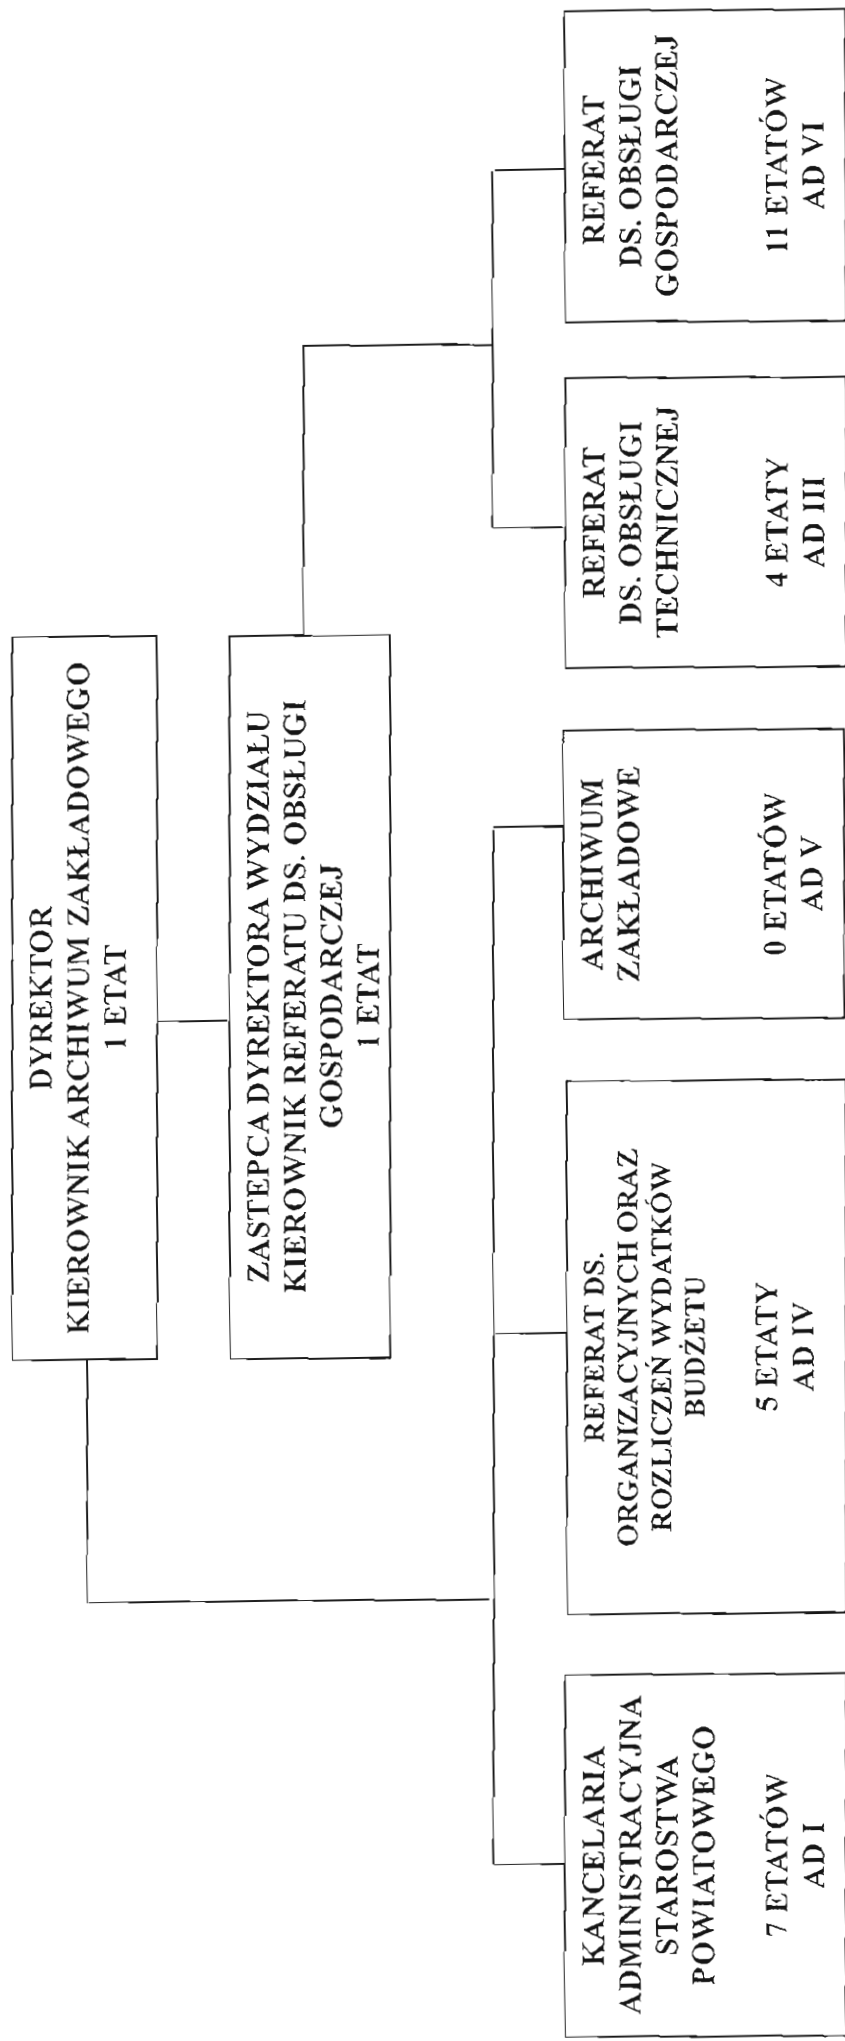 DYREKTOR
KIEROWNIK ARCHIWUM ZAKŁADOWEGO
1 ETAT
ZASTEPCA DYREKTORA WYDZIAŁU
KIEROWNIK REFERATU DS. OBSŁUGI
GOSPODARCZEJ
1 ETAT
KANCELARIA
ADMINISTRACYJNA
STAROSTWA
POWIATOWEGO
7 ETATÓW
AD I
REFERAT DS.
ORGANIZACYJNYCH ORAZ
ROZLICZEŃ WYDATKÓW
BUDŻETU
5 ETATY
AD IV
ARCHIWUM
ZAKŁADOWE
0 ETATÓW
AD V
REFERAT
DS. OBSŁUGI
TECHNICZNEJ
4 ETATY
AD III
REFERAT
DS. OBSŁUGI
GOSPODARCZEJ
11 ETATÓW
AD VI